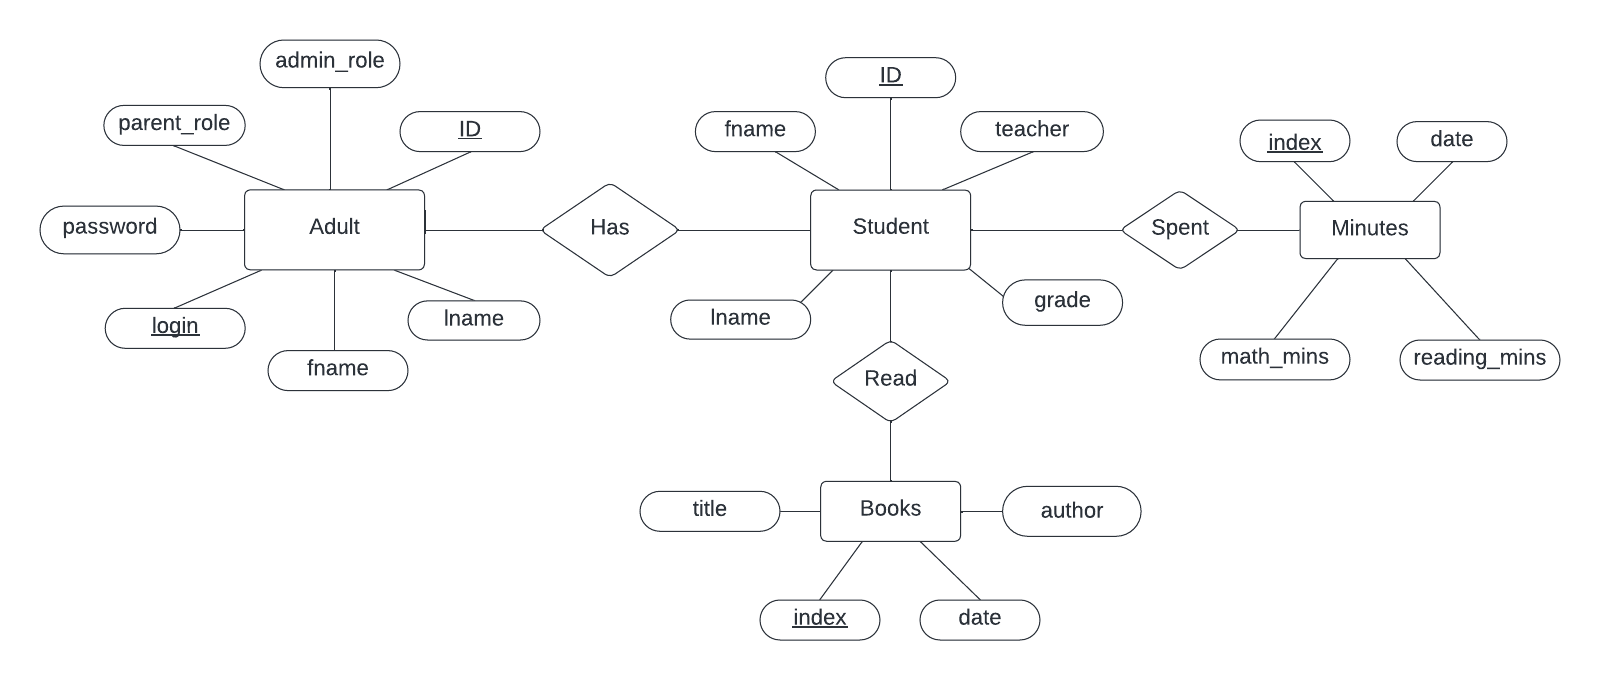 admin_role
ID
parent_role
fname
ID
teacher
index
date
password
Adult
Has
Student
Spent
Minutes
login
lname
lname
grade
fname
math_mins
reading_mins
Read
title
Books
author
index
date